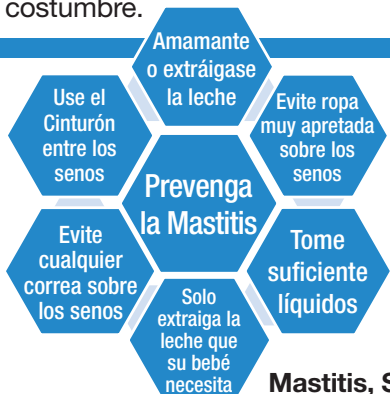 costumbre.
Amamante
o extráigase
la leche
Use el
Cinturón
entre los
senos
Evite ropa
muy apretada
sobre los
senos
Prevenga
la Mastitis
Evite
cualquier
correa sobre
los senos
Tome
suficiente
líquidos
Solo
extraiga la
leche que
su bebé
necesita
Mastitis, S